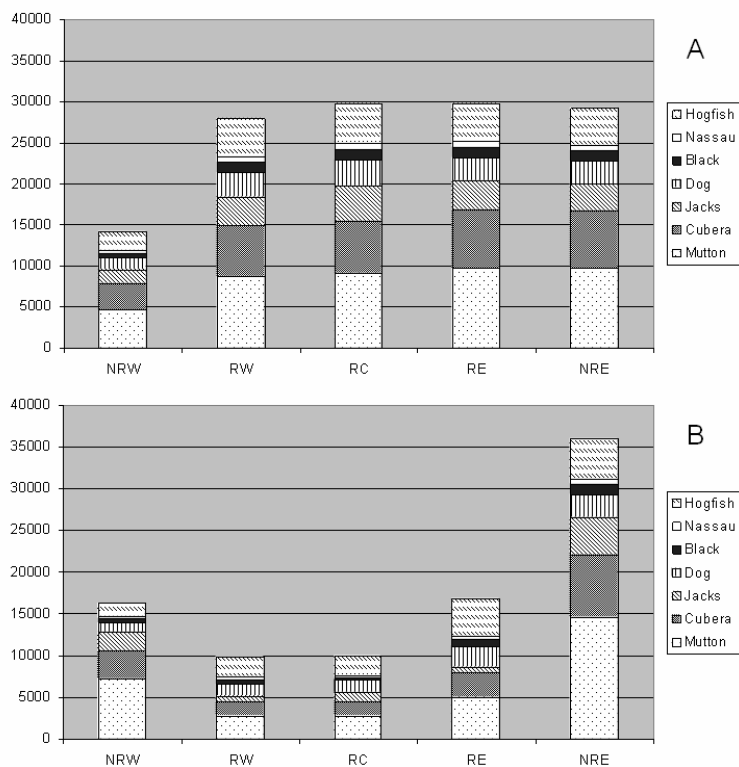 40000
35000
30000
25000
20000
15000
10000
5000
0
NRW RW RC RE NRE
A
Hogfish
Nassau
Black
Dog
Jacks
Cubera
Mutton
40000
35000
30000
25000
20000
15000
10000
5000
0
NRW RW RC RE NRE
B
Hogfish
Nassau
Black
Dog
Jacks
Cubera
Mutton